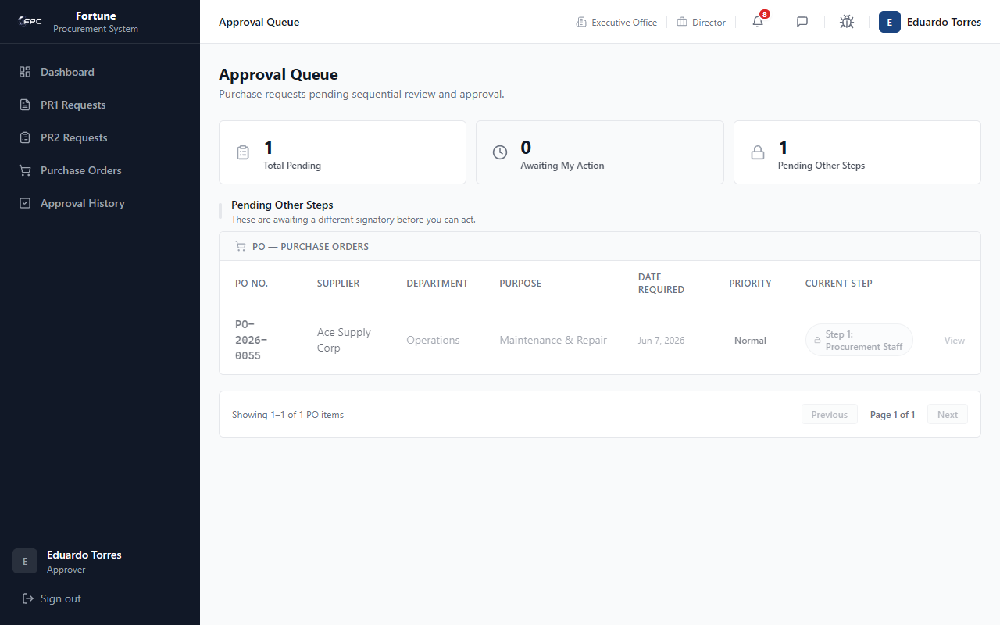 FPC
Fortune
Procurement System
Dashboard
PR1 Requests
PR2 Requests
Purchase Orders
Approval History
E
Eduardo Torres
Approver
Sign out
Approval Queue
Executive Office
Director
8
E
Eduardo Torres
Approval Queue
Purchase requests pending sequential review and approval.
1
Total Pending
0
Awaiting My Action
1
Pending Other Steps
Pending Other Steps
These are awaiting a different signatory before you can act.
PO — PURCHASE ORDERS
PO NO.
SUPPLIER
DEPARTMENT
PURPOSE
DATE
REQUIRED
PRIORITY
CURRENT STEP
PO-
2026-
0055
Ace Supply
Corp
Operations
Maintenance & Repair
Jun 7, 2026
Normal
Step 1:
Procurement Staff
View
Showing 1–1 of 1 PO items
Previous
Page 1 of 1
Next